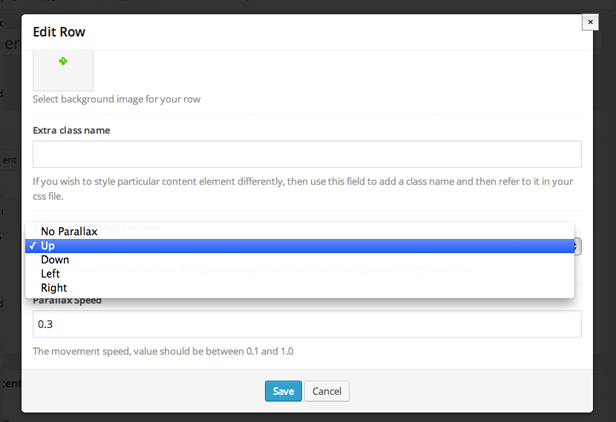 Edit Row
×
Select background image for your row
Extra class name
If you wish to style particular content element differently, then use this field to add a class name and then refer to it in your
css file.
No Parallax
✓ Up
Down
Left
Right
Parallax Speed
0.3
The movement speed, value should be between 0.1 and 1.0
Save
Cancel